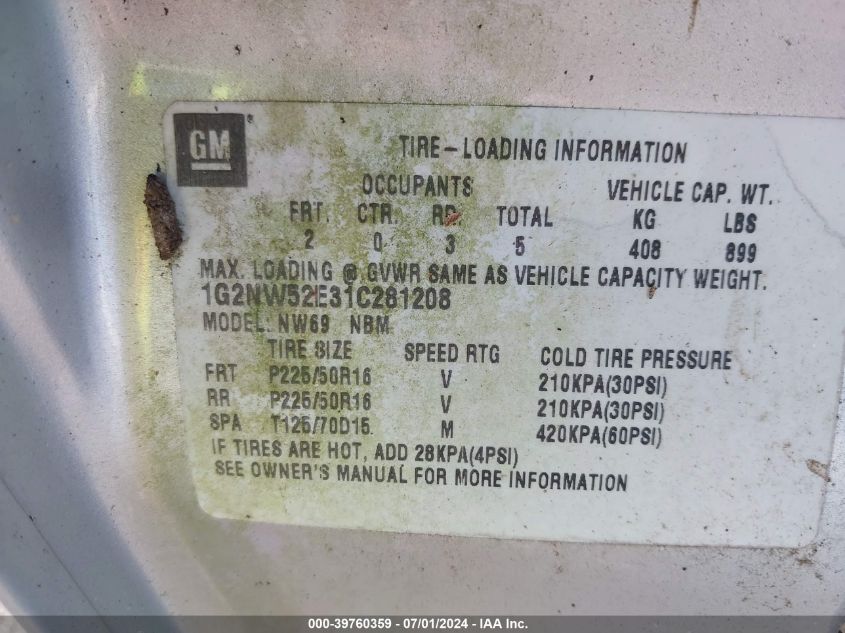 GM
TIRE-LOADING INFORMATION
OCCUPANTS VEHICLE CAP. WT.
FRT. CTR. RR. TOTAL KG LBS
2 0 3 5 408 899
MAX. LOADING @ GVWR SAME AS VEHICLE CAPACITY WEIGHT.
1G2NW52E31C281208
MODEL: NW69 NBM
TIRE SIZE SPEED RTG COLD TIRE PRESSURE
FRT P225/50R16 V 210KPA(30PSI)
RR P225/50R16 V 210KPA(30PSI)
SPA T125/70D15 M 420KPA(60PSI)
IF TIRES ARE HOT, ADD 28KPA(4PSI)
SEE OWNER'S MANUAL FOR MORE INFORMATION
000-39760359 - 07/01/2024 - IAA Inc.